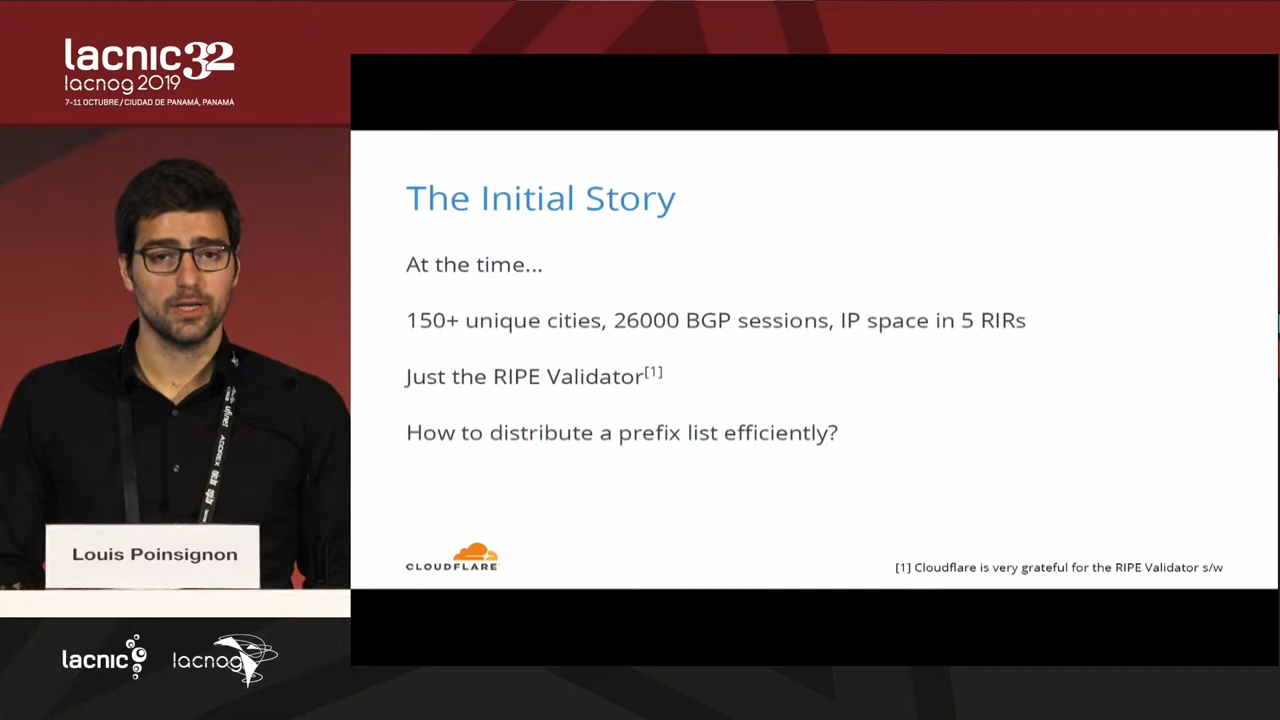 lacnic 32
lacnog 2019
7-11 OCTUBRE / CIUDAD DE PANAMÁ, PANAMÁ
The Initial Story
At the time...
150+ unique cities, 26000 BGP sessions, IP space in 5 RIRs
Just the RIPE Validator[1]
How to distribute a prefix list efficiently?
CLOUDFLARE
[1] Cloudflare is very grateful for the RIPE Validator s/w
Louis Poinsignon
lacnic
lacnog